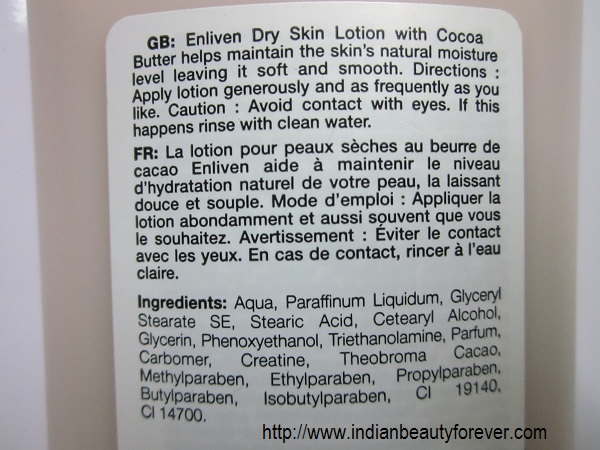 GB: Enliven Dry Skin Lotion with Cocoa
Butter helps maintain the skin's natural moisture
level leaving it soft and smooth. Directions :
Apply lotion generously and as frequently as you
like. Caution : Avoid contact with eyes. If this
happens rinse with clean water.
FR: La lotion pour peaux sèches au beurre de
cacao Enliven aide à maintenir le niveau
d'hydratation naturel de votre peau, la laissant
douce et souple. Mode d'emploi : Appliquer la
lotion abondamment et aussi souvent que vous
le souhaitez. Avertissement : Éviter le contact
avec les yeux. En cas de contact, rincer à l'eau
claire.
Ingredients: Aqua, Paraffinum Liquidum, Glyceryl
Stearate SE, Stearic Acid, Cetearyl Alcohol,
Glycerin, Phenoxyethanol, Triethanolamine, Parfum,
Carbomer, Creatine, Theobroma Cacao,
Methylparaben, Ethylparaben, Propylparaben,
Butylparaben, Isobutylparaben, CI 19140,
CI 14700.
http://www.indianbeautyforever.com